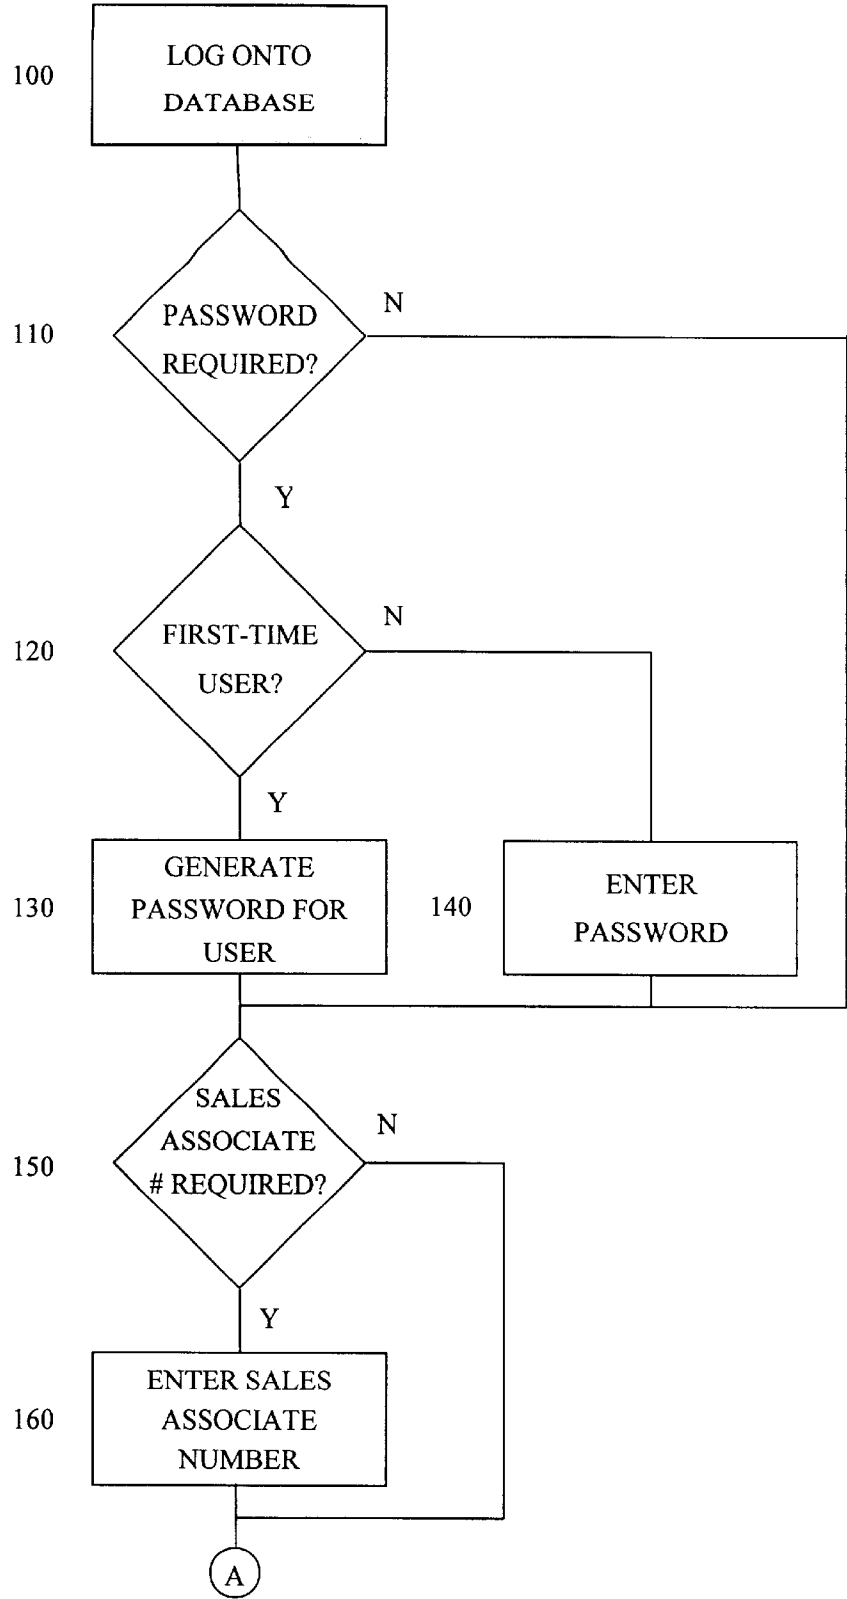 100
LOG ONTO
DATABASE
110
PASSWORD
REQUIRED?
N
Y
120
FIRST-TIME
USER?
N
Y
130
GENERATE
PASSWORD FOR
USER
140
ENTER
PASSWORD
150
SALES
ASSOCIATE
# REQUIRED?
N
Y
160
ENTER SALES
ASSOCIATE
NUMBER
A